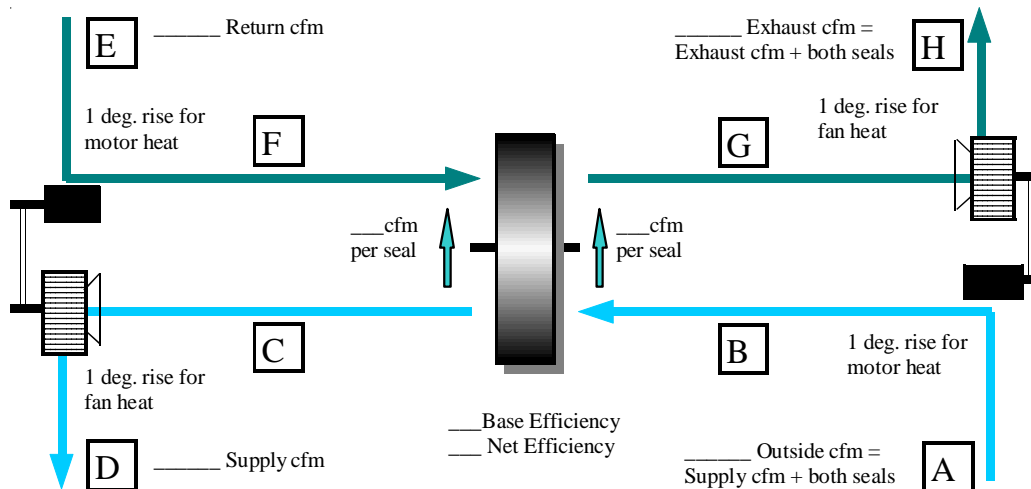 E
______ Return cfm
______ Exhaust cfm =
Exhaust cfm + both seals
H
1 deg. rise for
motor heat
F
G
1 deg. rise for
fan heat
___cfm
per seal
___cfm
per seal
C
B
1 deg. rise for
fan heat
1 deg. rise for
motor heat
___Base Efficiency
___ Net Efficiency
D
______ Supply cfm
______ Outside cfm =
Supply cfm + both seals
A